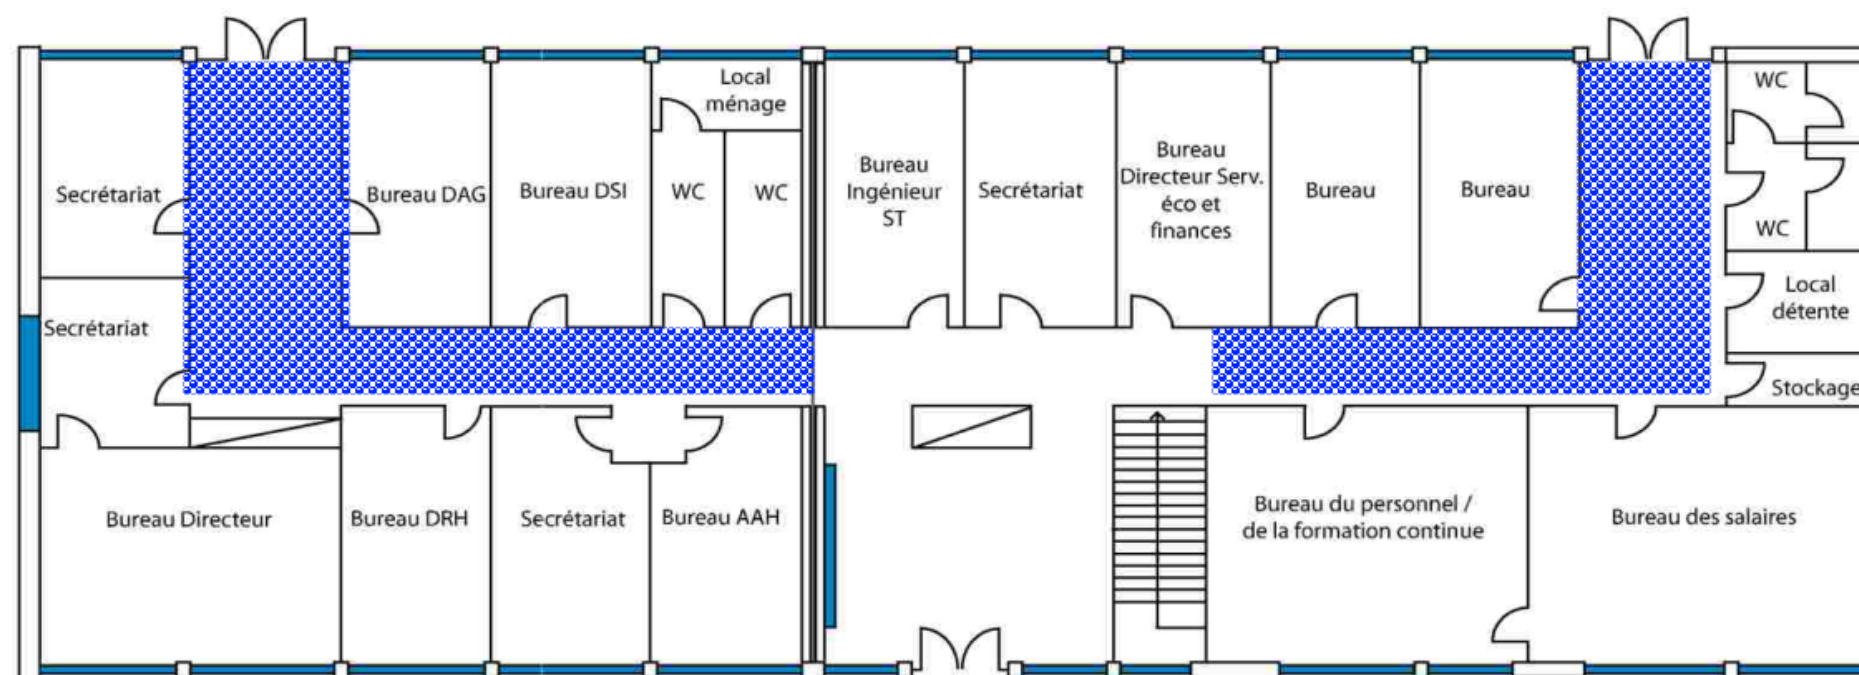 Local
ménage
WC
Secrétariat
Bureau DAG
Bureau DSI
WC
WC
Bureau
Ingénieur
ST
Secrétariat
Bureau
Directeur Serv.
éco et
finances
Bureau
Bureau
WC
Secrétariat
Local
détente
Stockage
Bureau Directeur
Bureau DRH
Secrétariat
Bureau AAH
Bureau du personnel /
de la formation continue
Bureau des salaires